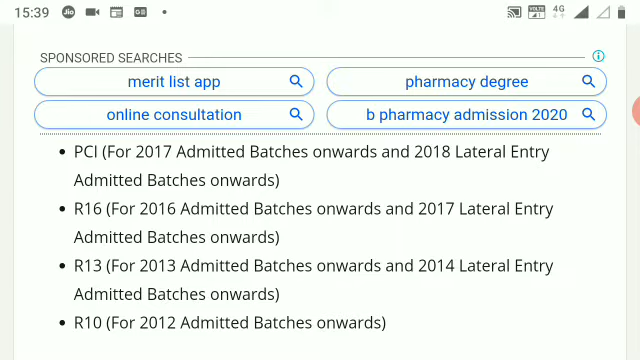 15:39
Jio
VOLTE
4G
SPONSORED SEARCHES
merit list app
pharmacy degree
online consultation
b pharmacy admission 2020
• PCI (For 2017 Admitted Batches onwards and 2018 Lateral Entry
Admitted Batches onwards)
• R16 (For 2016 Admitted Batches onwards and 2017 Lateral Entry
Admitted Batches onwards)
• R13 (For 2013 Admitted Batches onwards and 2014 Lateral Entry
Admitted Batches onwards)
• R10 (For 2012 Admitted Batches onwards)